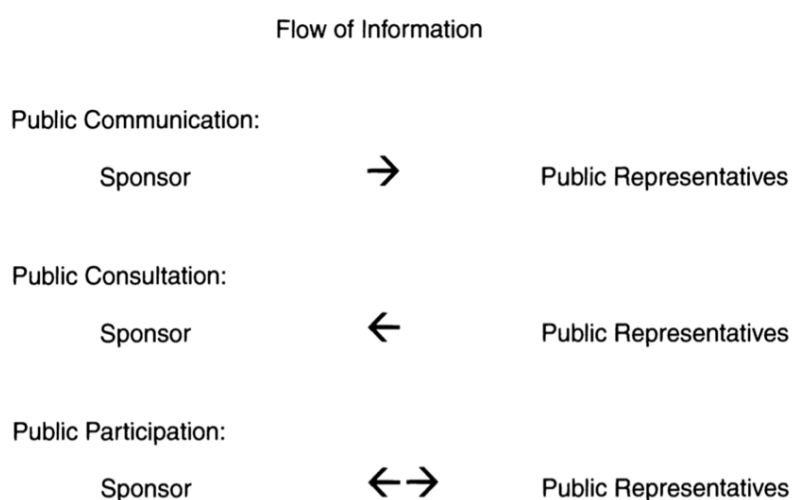 Flow of Information
Public Communication:
Sponsor → Public Representatives
Public Consultation:
Sponsor ← Public Representatives
Public Participation:
Sponsor ←→ Public Representatives